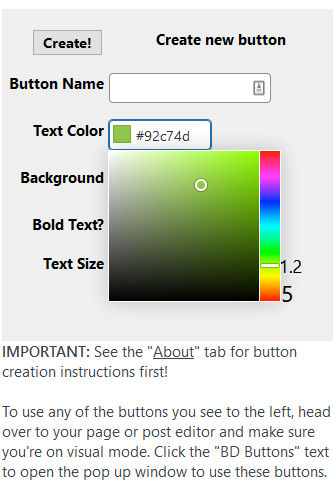 Create!
Create new button
Button Name
Text Color
#92c74d
Background
Bold Text?
Text Size
1.2
5
IMPORTANT: See the "About" tab for button
creation instructions first!
To use any of the buttons you see to the left, head
over to your page or post editor and make sure
you're on visual mode. Click the "BD Buttons" text
to open the pop up window to use these buttons.